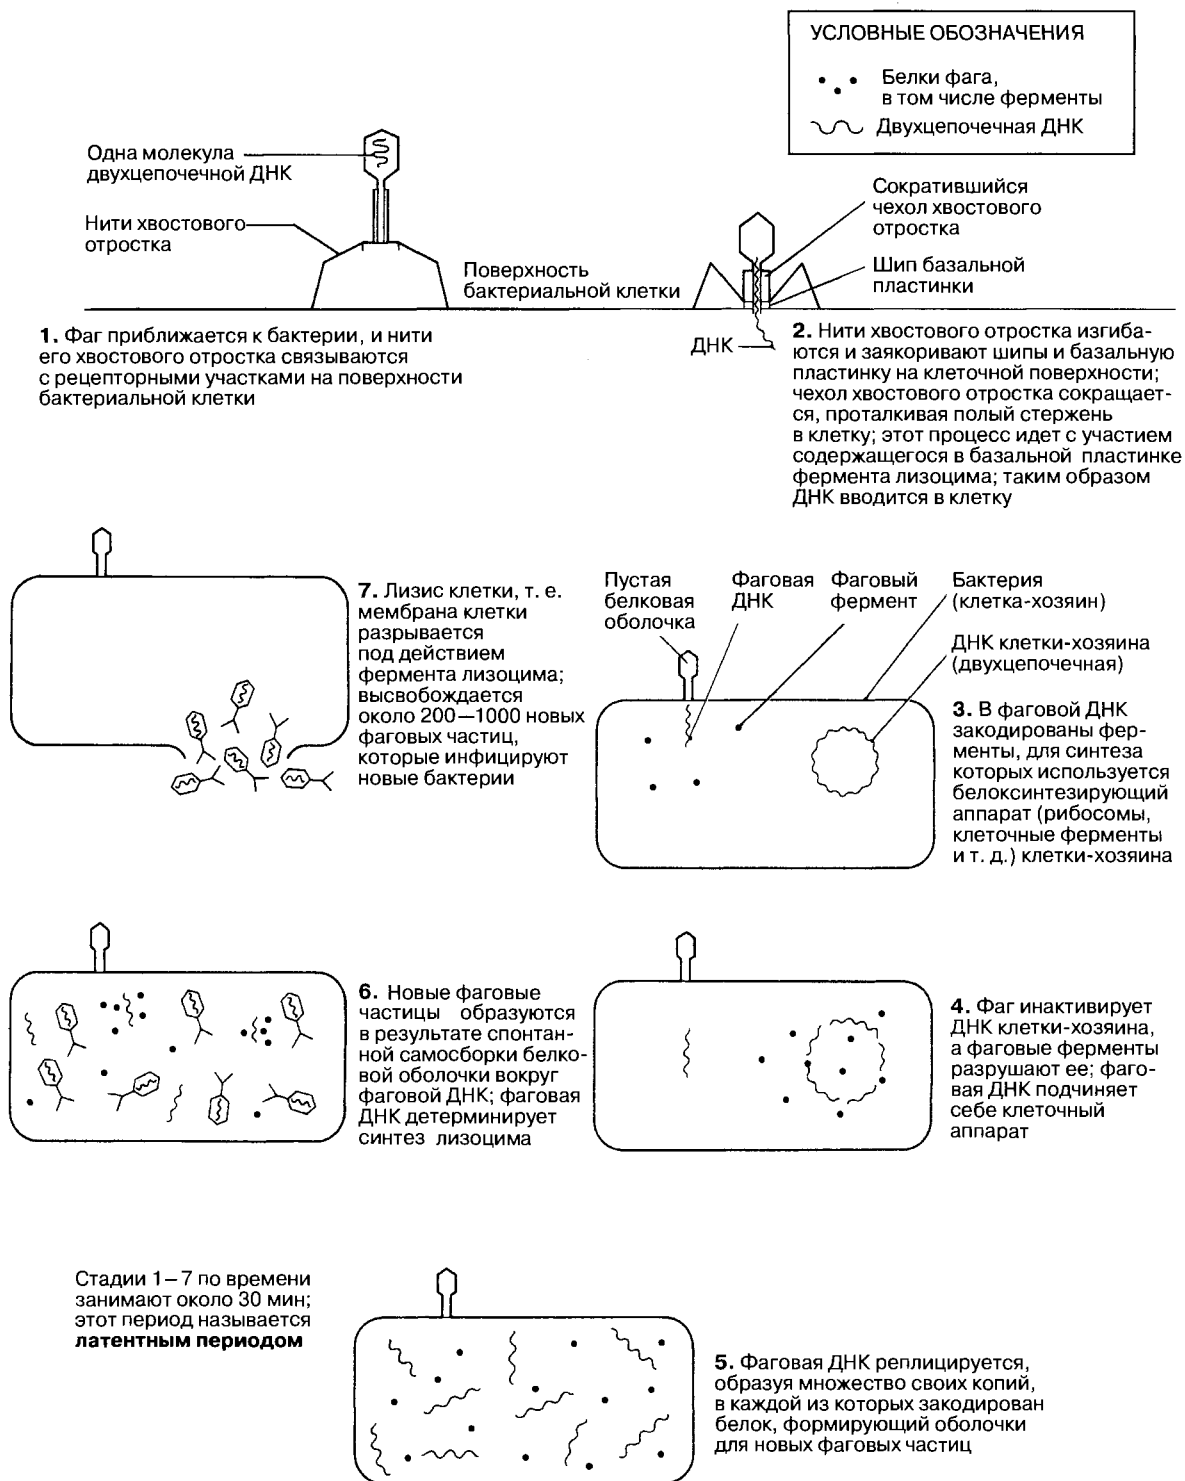 УСЛОВНЫЕ ОБОЗНАЧЕНИЯ
Белки фага,
в том числе ферменты
Двухцепочечная ДНК
Одна молекула
двухцепочечной ДНК
Нити хвостового
отростка
Поверхность
бактериальной клетки
Сократившийся
чехол хвостового
отростка
Шип базальной
пластинки
ДНК
1. Фаг приближается к бактерии, и нити
его хвостового отростка связываются
с рецепторными участками на поверхности
бактериальной клетки
2. Нити хвостового отростка изгиба-
ются и заякоривают шипы и базальную
пластинку на клеточной поверхности;
чехол хвостового отростка сокращает-
ся, проталкивая полый стержень
в клетку; этот процесс идет с участием
содержащегося в базальной пластинке
фермента лизоцима; таким образом
ДНК вводится в клетку
7. Лизис клетки, т. е.
мембрана клетки
разрывается
под действием
фермента лизоцима;
высвобождается
около 200—1000 новых
фаговых частиц,
которые инфицируют
новые бактерии
Пустая
белковая
оболочка
Фаговая
ДНК
Фаговый
фермент
Бактерия
(клетка-хозяин)
ДНК клетки-хозяина
(двухцепочечная)
3. В фаговой ДНК
закодированы фер-
менты, для синтеза
которых используется
белоксинтезирующий
аппарат (рибосомы,
клеточные ферменты
и т. д.) клетки-хозяина
6. Новые фаговые
частицы образуются
в результате спонтан-
ной самосборки белко-
вой оболочки вокруг
фаговой ДНК; фаговая
ДНК детерминирует
синтез лизоцима
4. Фаг инактивирует
ДНК клетки-хозяина,
а фаговые ферменты
разрушают ее; фаго-
вая ДНК подчиняет
себе клеточный
аппарат
Стадии 1—7 по времени
занимают около 30 мин;
этот период называется
латентным периодом
5. Фаговая ДНК реплицируется,
образуя множество своих копий,
в каждой из которых закодирован
белок, формирующий оболочки
для новых фаговых частиц